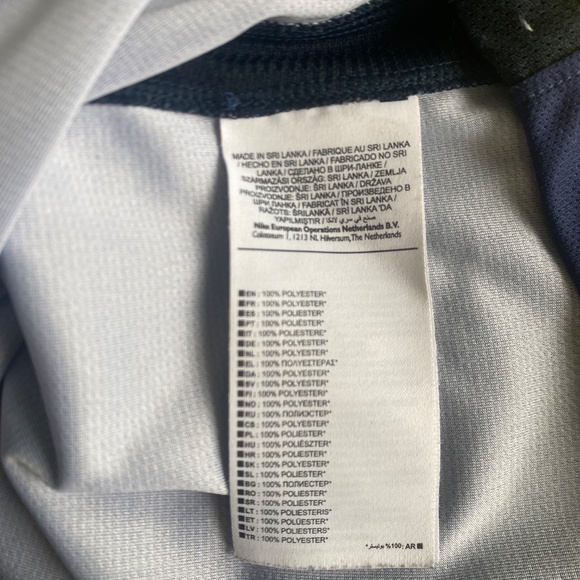 MADE IN SRI LANKA / FABRIQUE AU SRI LANKA
/ HECHO EN SRI LANKA / FABRICADO NO SRI
LANKA / СДЕЛАНО В ШРИ-ЛАНКЕ /
SZÁRMAZÁSI ORSZÁG: SRI LANKA / ZEMLJA
PROIZVODNJE: ŠRI LANKA / DRŽAVA
PROIZVODNJE: ŠRI LANKA / ПРОИЗВЕДЕНО В
ШРИ ЛАНКА / FABRICAT ÎN SRI LANKA /
RAŽOTS: ŠRILANKĀ / SRI LANKA'DA
YAPILMIŞTIR / صنع في سري لانكا
Nike European Operations Netherlands B.V.
Colosseum 1, 1213 NL Hilversum, The Netherlands
EN : 100% POLYESTER*
FR : 100% POLYESTER*
ES : 100% POLIÉSTER*
PT : 100% POLIÉSTER*
IT : 100% POLIESTERE*
DE : 100% POLYESTER*
NL : 100% POLYESTER*
EL : 100% ΠΟΛΥΕΣΤΕΡΑΣ*
DA : 100% POLYESTER*
SV : 100% POLYESTER*
FI : 100% POLYESTERI*
NO : 100% POLYESTER*
RU : 100% ПОЛИЭСТЕР*
CS : 100% POLYESTER*
PL : 100% POLIESTER*
HU : 100% POLIÉSZTER*
HR : 100% POLIESTER*
SK : 100% POLYESTER*
SL : 100% POLIESTER*
BG : 100% ПОЛИЕСТЕР*
RO : 100% POLIESTER*
SR : 100% POLIESTER*
LT : 100% POLIESTERIS*
ET : 100% POLÜESTER*
LV : 100% POLIESTERS*
TR : 100% POLYESTER*
AR : 100% بوليستر*